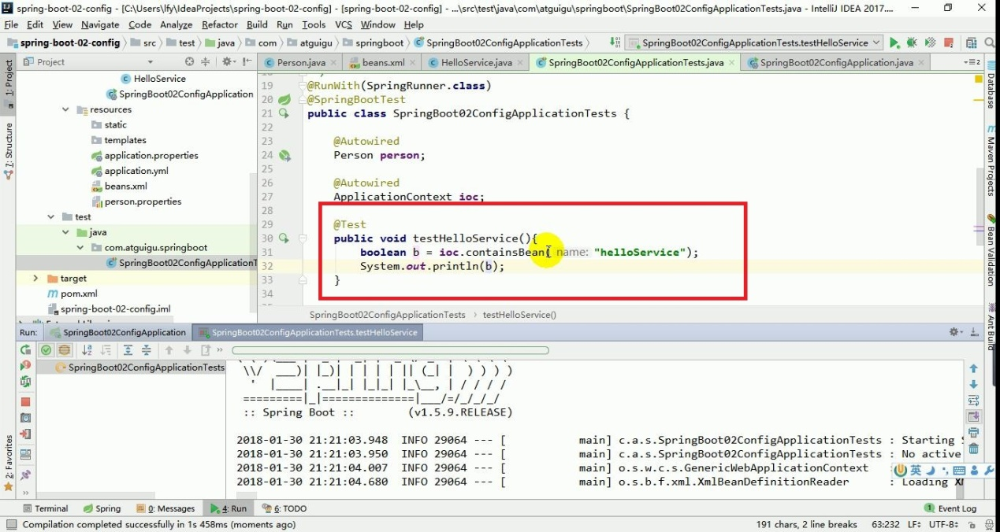 spring-boot-02-config - [C:\Users\lfy\IdeaProjects\spring-boot-02-config] - [spring-boot-02-config] - ...\src\test\java\com\atguigu\springboot\SpringBoot02ConfigApplicationTests.java - IntelliJ IDEA 2017....
File Edit View Navigate Code Analyze Refactor Build Run Tools VCS Window Help
spring-boot-02-config src test java com atguigu springboot SpringBoot02ConfigApplicationTests SpringBoot02ConfigApplicationTests.testHelloService
Project Person.java beans.xml HelloService.java SpringBoot02ConfigApplicationTests.java SpringBoot02ConfigApplication.java
1: Project
7: Structure
2: Favorites
HelloService
SpringBoot02ConfigApplication
resources
static
templates
application.properties
application.yml
beans.xml
person.properties
test
java
com.atguigu.springboot
SpringBoot02ConfigApplicationT
target
pom.xml
spring-boot-02-config.iml
19 @RunWith(SpringRunner.class)
20 @SpringBootTest
21 public class SpringBoot02ConfigApplicationTests {
22
23 @Autowired
24 Person person;
25
26 @Autowired
27 ApplicationContext ioc;
28
29 @Test
30 public void testHelloService(){
31 boolean b = ioc.containsBean( name: "helloService");
32 System.out.println(b);
33 }
34
SpringBoot02ConfigApplicationTests › testHelloService()
Database
Maven Projects
Bean Validation
Ant Build
Run: SpringBoot02ConfigApplication SpringBoot02ConfigApplicationTests.testHelloService
SpringBoot02ConfigApplicationTests
:: Spring Boot :: (v1.5.9.RELEASE)
2018-01-30 21:21:03.948 INFO 29064 --- [ main] c.a.s.SpringBoot02ConfigApplicationTests : Starting
2018-01-30 21:21:03.950 INFO 29064 --- [ main] c.a.s.SpringBoot02ConfigApplicationTests : No active
2018-01-30 21:21:04.007 INFO 29064 --- [ main] o.s.w.c.s.GenericWebApplicationContext
2018-01-30 21:21:04.680 INFO 29064 --- [ main] o.s.b.f.xml.XmlBeanDefinitionReader : Loading
英
Terminal Spring 0: Messages 4: Run 6: TODO 1 Event Log
Compilation completed successfully in 1s 458ms (moments ago) 191 chars, 2 line breaks 63:232 LF÷ UTF-8÷